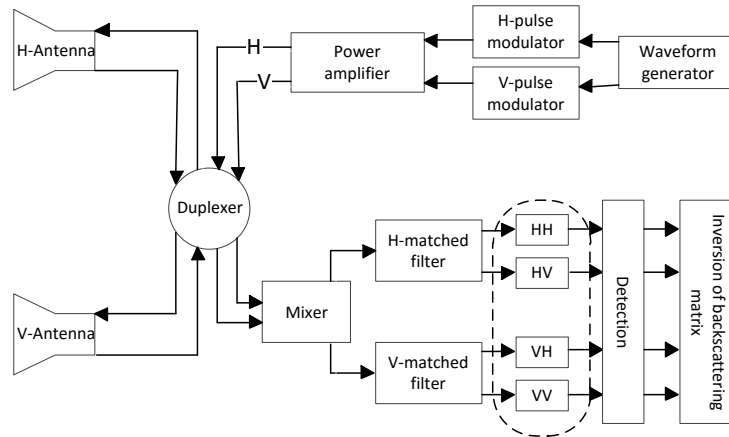 H-Antenna
H
V
Power
amplifier
H-pulse
modulator
V-pulse
modulator
Waveform
generator
Duplexer
V-Antenna
Mixer
H-matched
filter
V-matched
filter
HH
HV
VH
VV
Detection
Inversion of backscattering
matrix